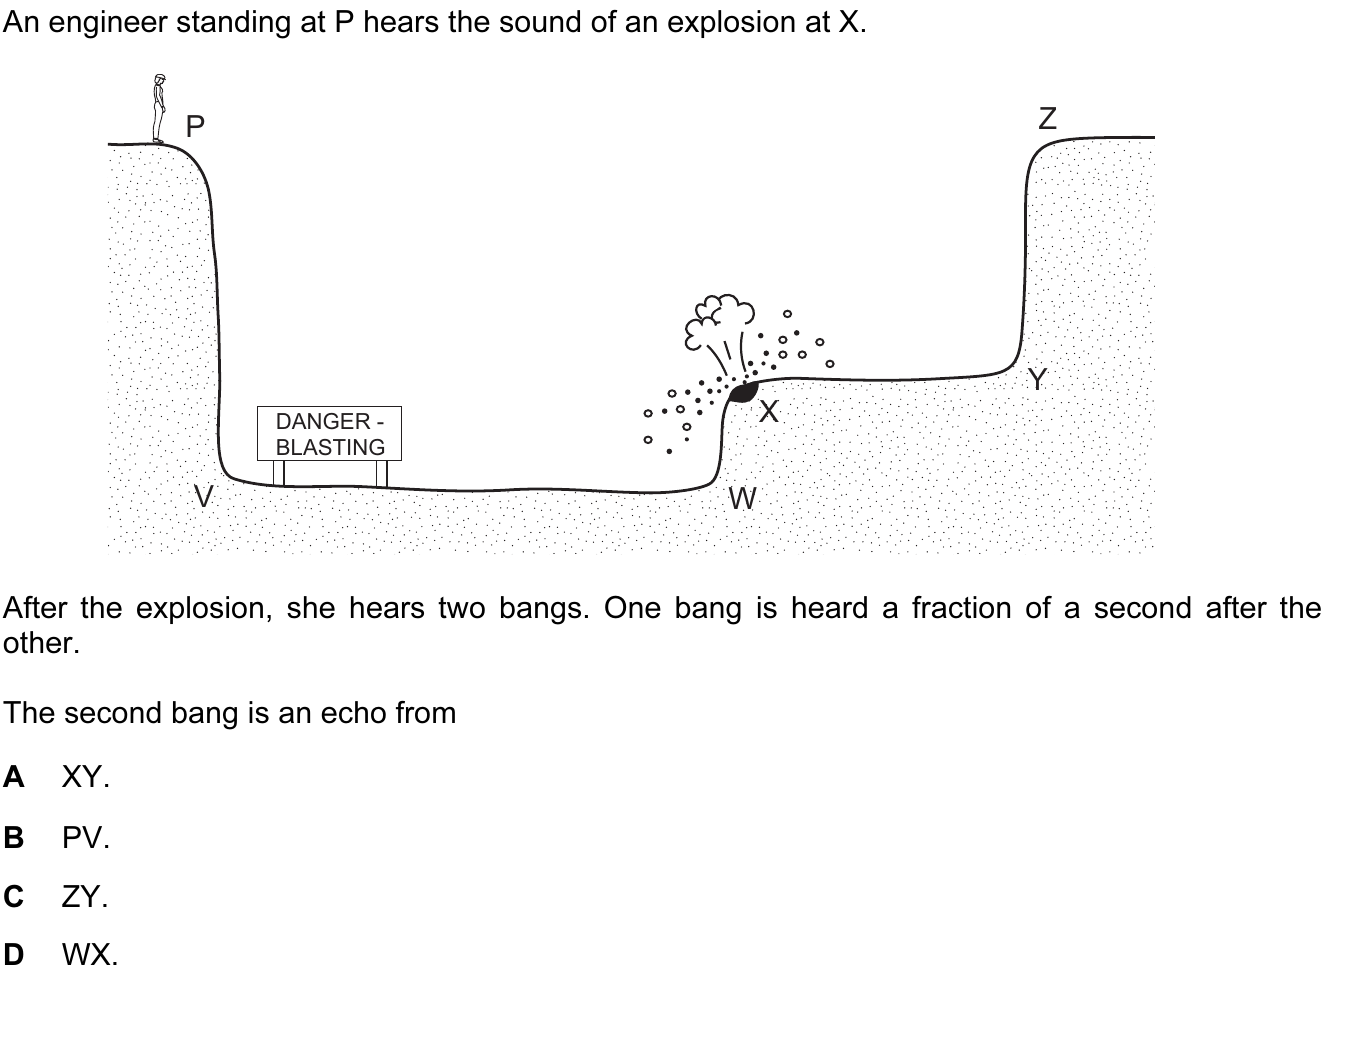 An engineer standing at P hears the sound of an explosion at X.
P
Z
Y
X
DANGER -
BLASTING
V
W
After the explosion, she hears two bangs. One bang is heard a fraction of a second after the
other.
The second bang is an echo from
A XY.
B PV.
C ZY.
D WX.